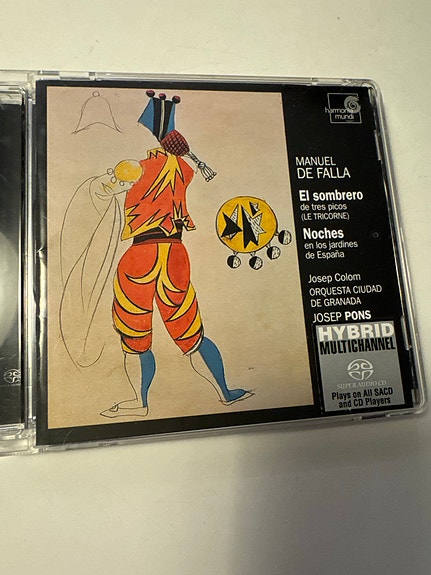 harmonia
mundi
MANUEL
DE FALLA
El sombrero
de tres picos
(LE TRICORNE)
Noches
en los jardines
de España
Josep Colom
ORQUESTA CIUDAD
DE GRANADA
JOSEP PONS
HYBRID
MULTICHANNEL
SUPER AUDIO CD
Plays on All SACD
and CD Players